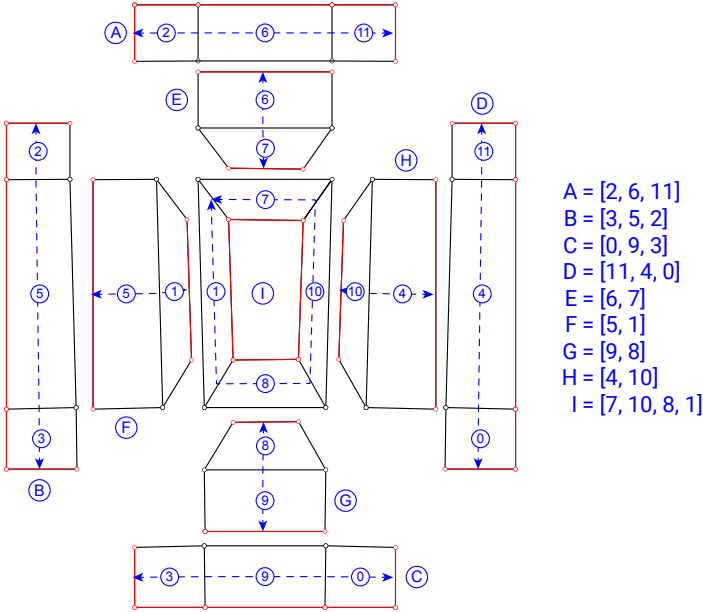 A 2 6 11
E 6
7
D
2 11
H
7
5 5 1 1 I 10 10 4 4
8
F
3 8 0
B
9 G
3 9 0 C
A = [2, 6, 11]
B = [3, 5, 2]
C = [0, 9, 3]
D = [11, 4, 0]
E = [6, 7]
F = [5, 1]
G = [9, 8]
H = [4, 10]
I = [7, 10, 8, 1]